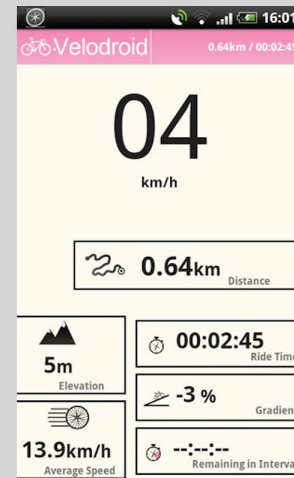 16:01
Velodroid
0.64km / 00:02:45
04
km/h
0.64km
Distance
5m
Elevation
00:02:45
Ride Time
-3 %
Gradien
13.9km/h
Average Speed
--:--:--
Remaining in Interva